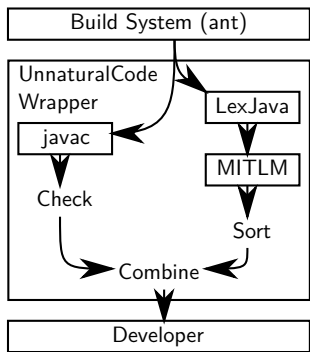 Build System (ant)
UnnaturalCode
Wrapper
LexJava
javac
MITLM
Check
Sort
Combine
Developer